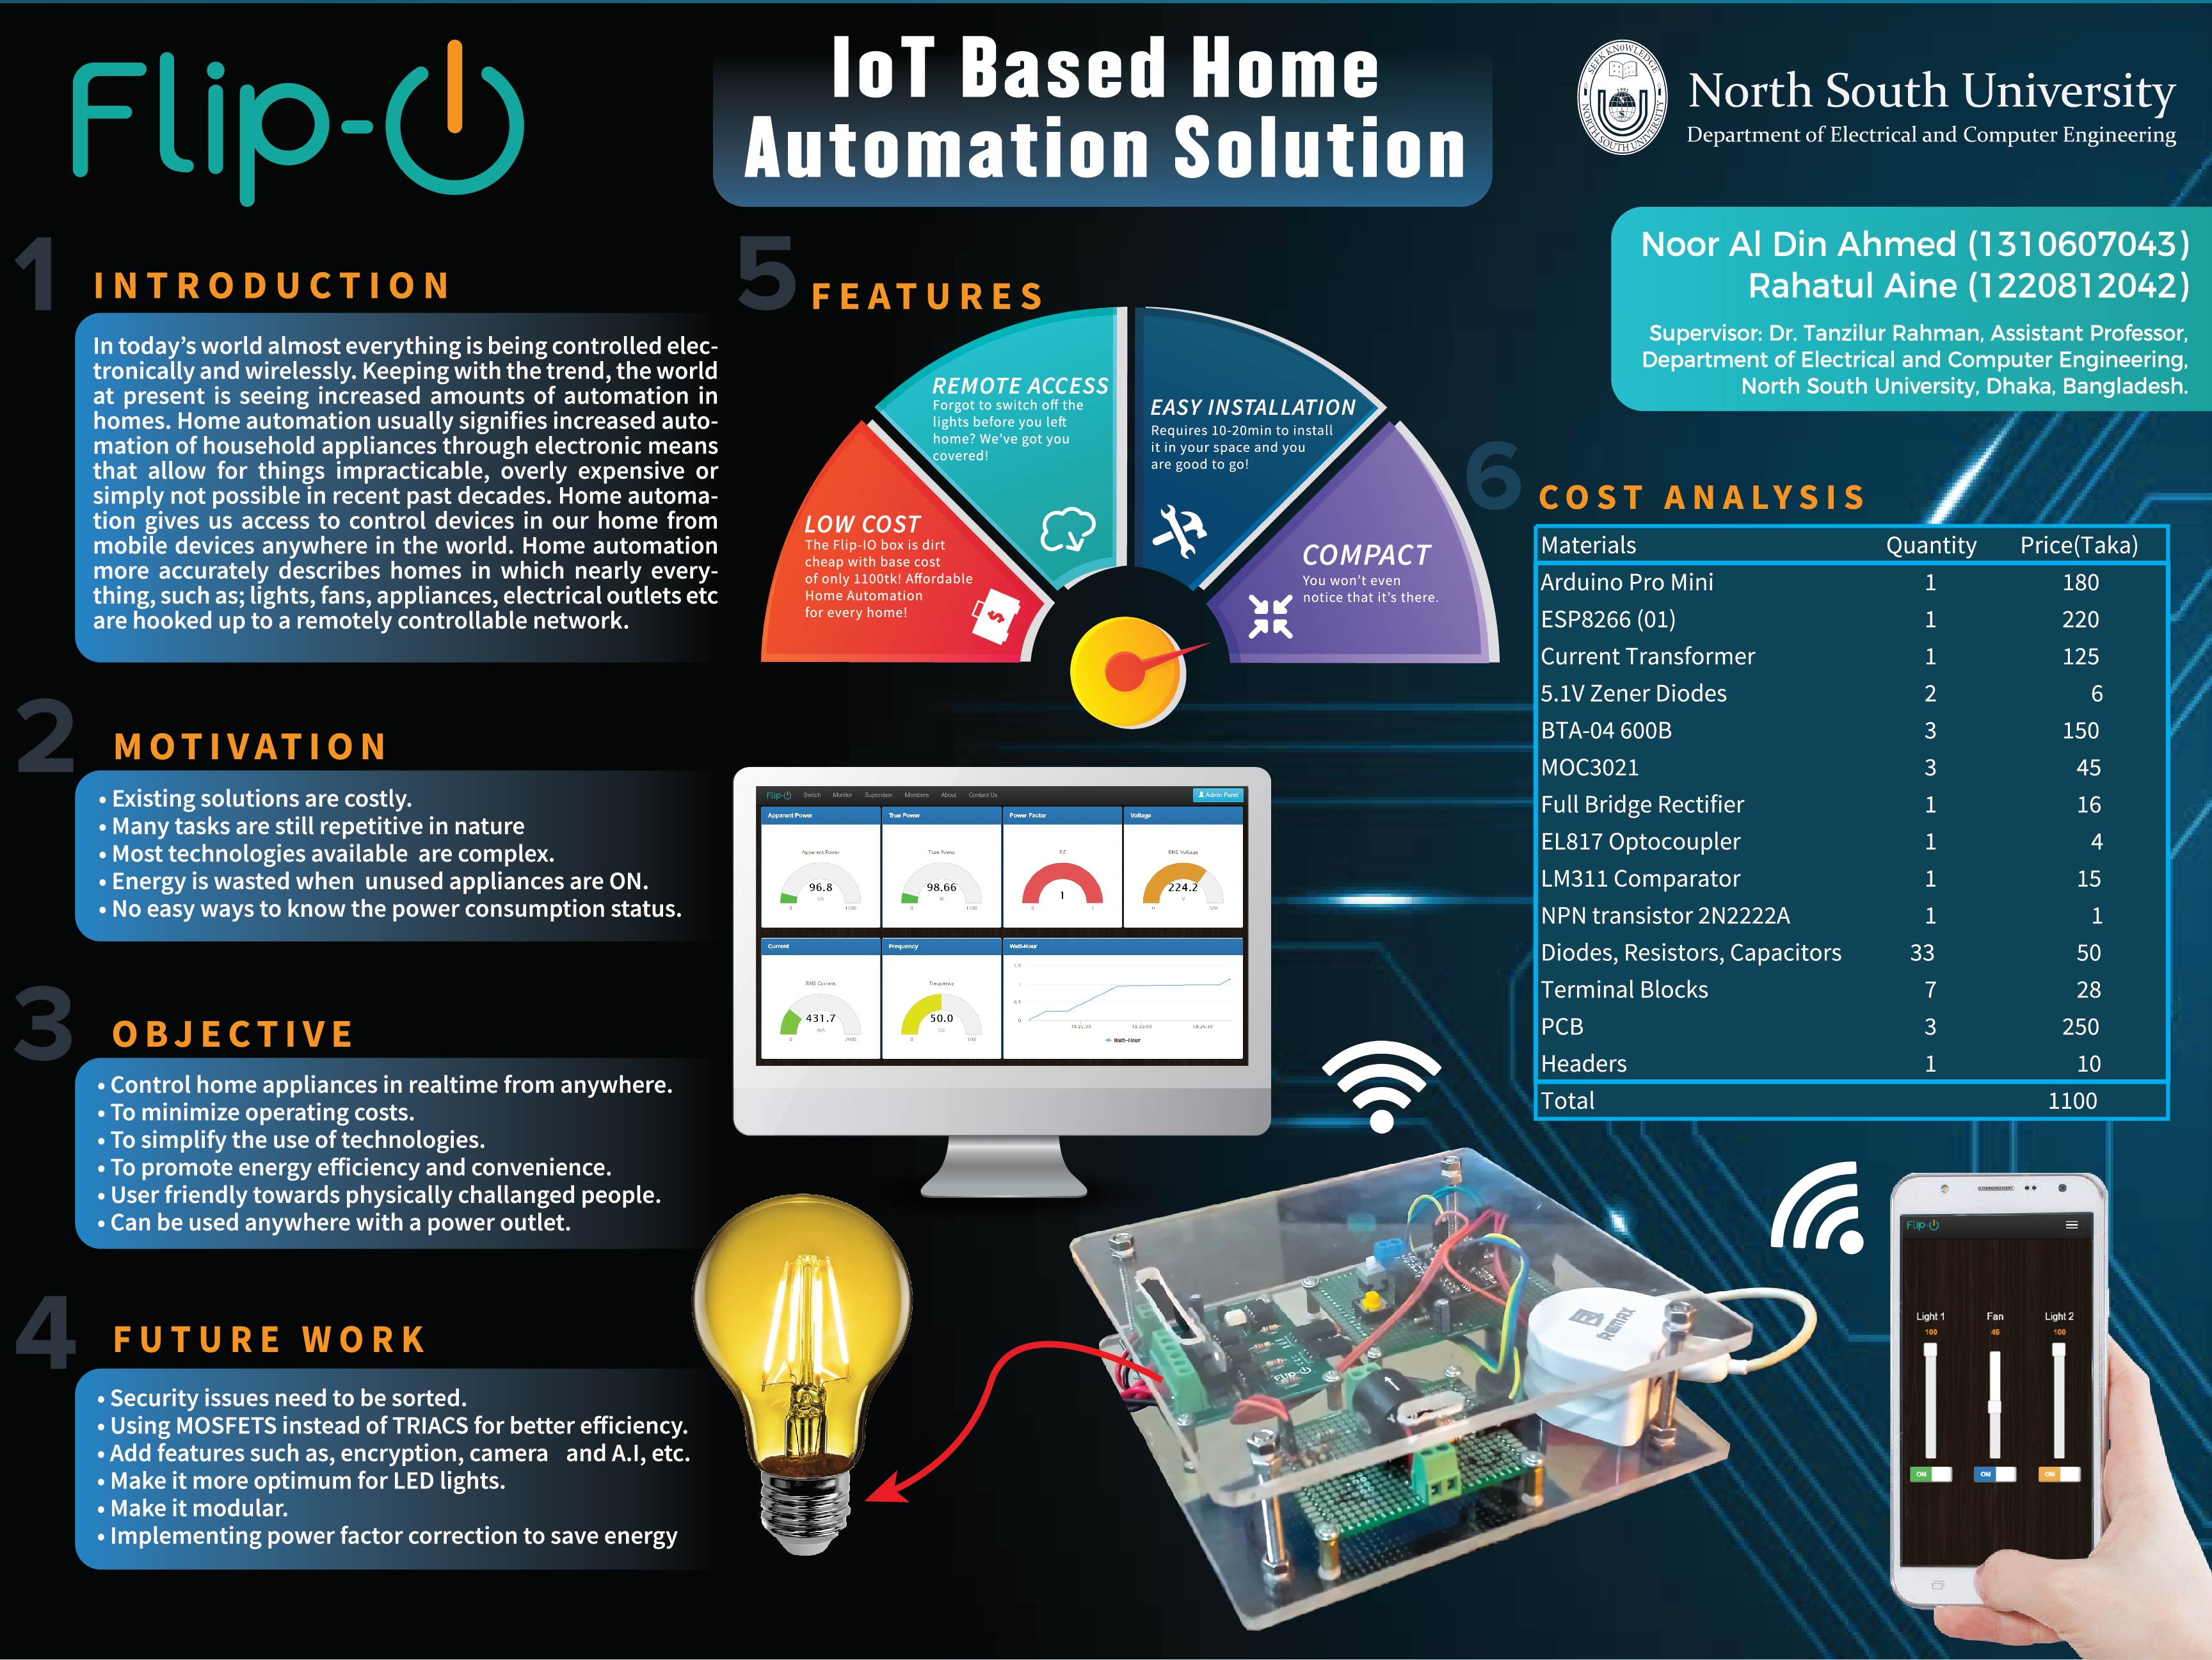 Flip-IO
IoT Based Home
Automation Solution
SEEK KNOWLEDGE
NORTH SOUTH UNIVERSITY
North South University
Department of Electrical and Computer Engineering
Noor Al Din Ahmed (1310607043)
Rahatul Aine (1220812042)
Supervisor: Dr. Tanzilur Rahman, Assistant Professor,
Department of Electrical and Computer Engineering,
North South University, Dhaka, Bangladesh.
1
INTRODUCTION
In today's world almost everything is being controlled elec-
tronically and wirelessly. Keeping with the trend, the world
at present is seeing increased amounts of automation in
homes. Home automation usually signifies increased auto-
mation of household appliances through electronic means
that allow for things impracticable, overly expensive or
simply not possible in recent past decades. Home automa-
tion gives us access to control devices in our home from
mobile devices anywhere in the world. Home automation
more accurately describes homes in which nearly every-
thing, such as; lights, fans, appliances, electrical outlets etc
are hooked up to a remotely controllable network.
2
MOTIVATION
• Existing solutions are costly.
• Many tasks are still repetitive in nature
• Most technologies available are complex.
• Energy is wasted when unused appliances are ON.
• No easy ways to know the power consumption status.
3
OBJECTIVE
• Control home appliances in realtime from anywhere.
• To minimize operating costs.
• To simplify the use of technologies.
• To promote energy efficiency and convenience.
• User friendly towards physically challanged people.
• Can be used anywhere with a power outlet.
4
FUTURE WORK
• Security issues need to be sorted.
• Using MOSFETS instead of TRIACS for better efficiency.
• Add features such as, encryption, camera and A.I, etc.
• Make it more optimum for LED lights.
• Make it modular.
• Implementing power factor correction to save energy
5
FEATURES
LOW COST
The Flip-IO box is dirt
cheap with base cost
of only 1100tk! Affordable
Home Automation
for every home!
REMOTE ACCESS
Forgot to switch off the
lights before you left
home? We've got you
covered!
EASY INSTALLATION
Requires 10-20min to install
it in your space and you
are good to go!
COMPACT
You won't even
notice that it's there.
Flip-IO Switch Monitor Supervisor Members About Contact Us Admin Panel
Apparent Power True Power Power Factor Voltage
Apparent Power True Power P.F RMS Voltage
96.8 98.66 1 224.2
VA W V
Current Frequency Watt-Hour
RMS Current Frequency
431.7 50.0
Watt-Hour
6
COST ANALYSIS
Materials Quantity Price(Taka)
Arduino Pro Mini 1 180
ESP8266 (01) 1 220
Current Transformer 1 125
5.1V Zener Diodes 2 6
BTA-04 600B 3 150
MOC3021 3 45
Full Bridge Rectifier 1 16
EL817 Optocoupler 1 4
LM311 Comparator 1 15
NPN transistor 2N2222A 1 1
Diodes, Resistors, Capacitors 33 50
Terminal Blocks 7 28
PCB 3 250
Headers 1 10
Total 1100
REMAX
Flip-IO
Flip-IO
Light 1 Fan Light 2
100 46 100
ON ON ON